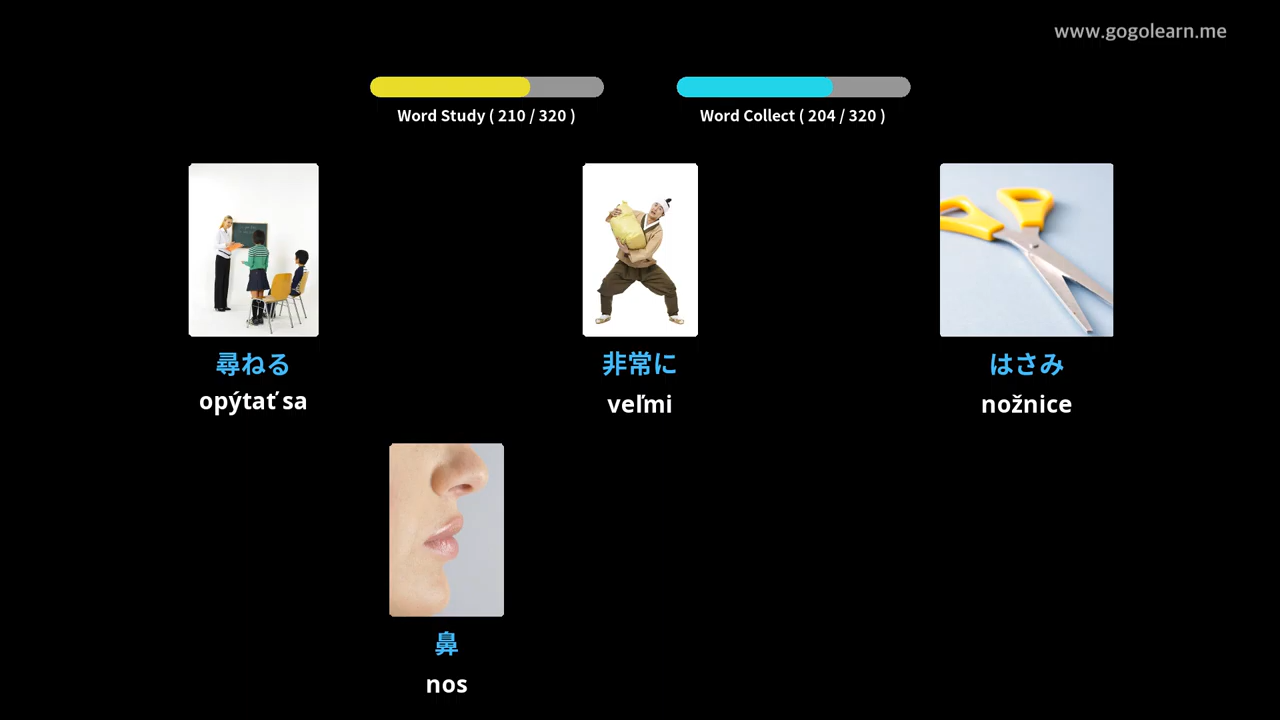 www.gogolearn.me
Word Study ( 210 / 320 )
Word Collect ( 204 / 320 )
尋ねる
非常に
はさみ
opýtať sa
veľmi
nožnice
鼻
nos